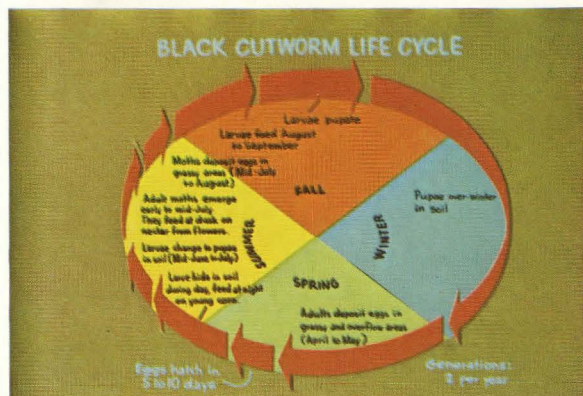 BLACK CUTWORM LIFE CYCLE
Larvae pupate
Larvae feed August
to September
FALL
Moths deposit eggs in
grassy areas (Mid-July
to August)
Adult moths emerge
early to mid-July
They feed at dusk on
nectar from flowers.
Larvae change to pupae
in soil (Mid-June to July)
hide in soil
during day, feed at night
on young corn.
SUMMER
Pupae over-winter
in soil
WINTER
SPRING
Adults deposit eggs in
grassy and overflow areas
(April to May)
Eggs hatch in
5 to 10 days
Generations:
2 per year